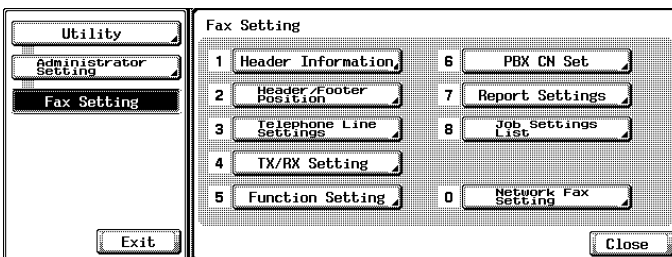 Utility
Administrator
Setting
Fax Setting
Exit
Fax Setting
1 Header Information
2 Header/Footer
Position
3 Telephone Line
Settings
4 TX/RX Setting
5 Function Setting
6 PBX CN Set
7 Report Settings
8 Job Settings
List
0 Network Fax
Setting
Close